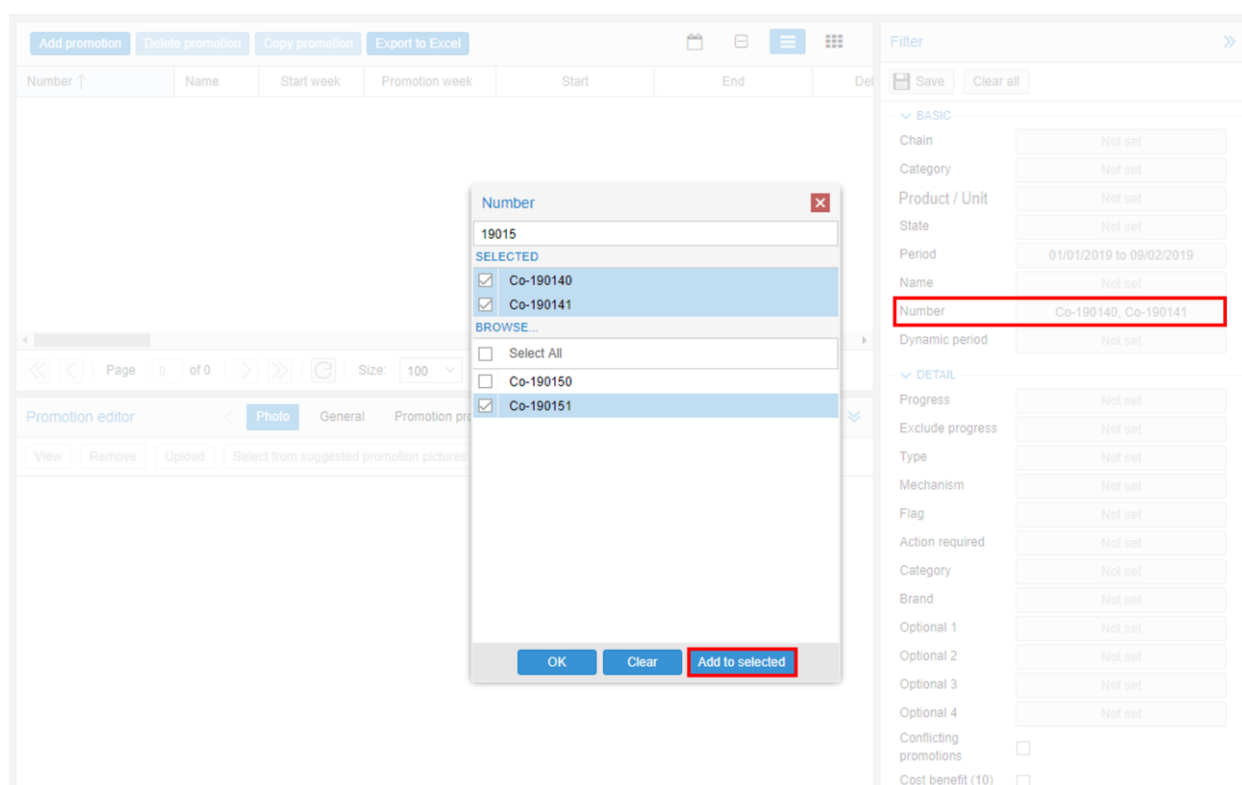 Add promotion Delete promotion Copy promotion Export to Excel
Number ↑ Name Start week Promotion week Start End Del
Page 0 of 0 Size: 100
Promotion editor Photo General Promotion pro
View Remove Upload Select from suggested promotion pictures
Number
19015
SELECTED
Co-190140
Co-190141
BROWSE...
Select All
Co-190150
Co-190151
OK Clear Add to selected
Filter
Save Clear all
BASIC
Chain Not set
Category Not set
Product / Unit Not set
State Not set
Period 01/01/2019 to 09/02/2019
Name Not set
Number Co-190140, Co-190141
Dynamic period Not set
DETAIL
Progress Not set
Exclude progress Not set
Type Not set
Mechanism Not set
Flag Not set
Action required Not set
Category Not set
Brand Not set
Optional 1 Not set
Optional 2 Not set
Optional 3 Not set
Optional 4 Not set
Conflicting
promotions
Cost benefit (10)